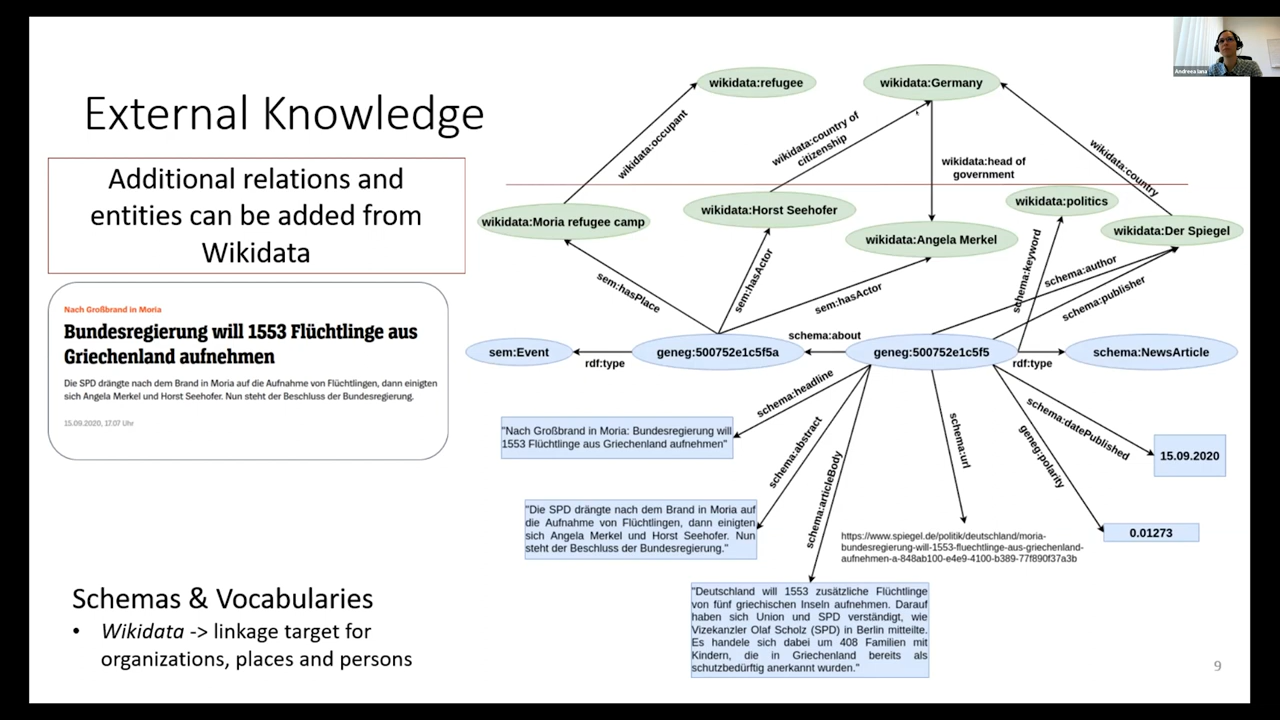 Andreea Iana
External Knowledge
Additional relations and
entities can be added from
Wikidata
Nach Großbrand in Moria
Bundesregierung will 1553 Flüchtlinge aus
Griechenland aufnehmen
Die SPD drängte nach dem Brand in Moria auf die Aufnahme von Flüchtlingen, dann einigten
sich Angela Merkel und Horst Seehofer. Nun steht der Beschluss der Bundesregierung.
15.09.2020, 17.07 Uhr
Schemas & Vocabularies
• Wikidata -> linkage target for
organizations, places and persons
wikidata:refugee
wikidata:Germany
wikidata:occupant
wikidata:country of
citizenship
wikidata:head of
government
wikidata:country
wikidata:Moria refugee camp
wikidata:Horst Seehofer
wikidata:Angela Merkel
wikidata:politics
wikidata:Der Spiegel
sem:hasPlace
sem:hasActor
sem:hasActor
schema:keyword
schema:author
schema:publisher
schema:about
sem:Event
rdf:type
geneg:500752e1c5f5a
geneg:500752e1c5f5
rdf:type
schema:NewsArticle
schema:headline
schema:abstract
schema:articleBody
schema:url
geneg:polarity
schema:datePublished
"Nach Großbrand in Moria: Bundesregierung will
1553 Flüchtlinge aus Griechenland aufnehmen"
15.09.2020
"Die SPD drängte nach dem Brand in Moria auf
die Aufnahme von Flüchtlingen, dann einigten
sich Angela Merkel und Horst Seehofer. Nun
steht der Beschluss der Bundesregierung."
https://www.spiegel.de/politik/deutschland/moria-
bundesregierung-will-1553-fluechtlinge-aus-griechenland-
aufnehmen-a-848ab100-e4e9-4100-b389-77f890f37a3b
0.01273
"Deutschland will 1553 zusätzliche Flüchtlinge
von fünf griechischen Inseln aufnehmen. Darauf
haben sich Union und SPD verständigt, wie
Vizekanzler Olaf Scholz (SPD) in Berlin mitteilte.
Es handele sich dabei um 408 Familien mit
Kindern, die in Griechenland bereits als
schutzbedürftig anerkannt wurden."
9